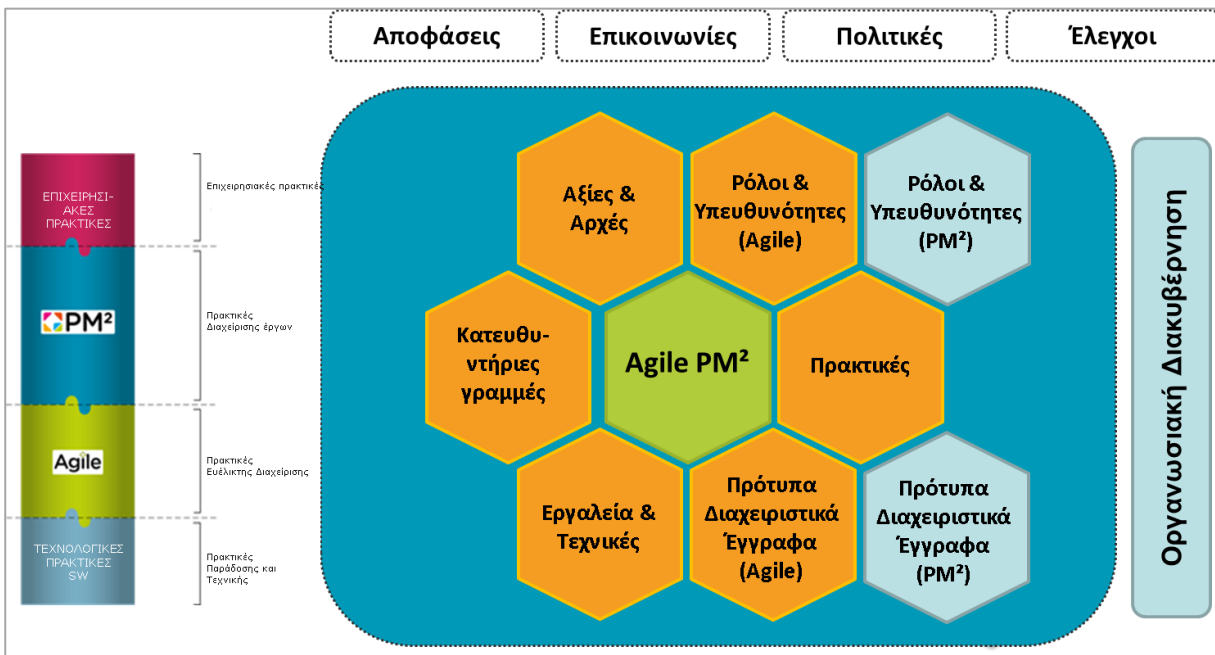 Αποφάσεις
Επικοινωνίες
Πολιτικές
Έλεγχοι
ΕΠΙΧΕΙΡΗΣΙ-
ΑΚΕΣ
ΠΡΑΚΤΙΚΕΣ
Επιχειρησιακές πρακτικές
PM²
Πρακτικές
Διαχείρισης έργων
Agile
Πρακτικές
Ευέλικτης Διαχείρισης
ΤΕΧΝΟΛΟΓΙΚΕΣ
ΠΡΑΚΤΙΚΕΣ
SW
Πρακτικές
Παράδοσης και
Τεχνικής
Αξίες &
Αρχές
Ρόλοι &
Υπευθυνότητες
(Agile)
Ρόλοι &
Υπευθυνότητες
(PM²)
Κατευθυ-
ντήριες
γραμμές
Agile PM²
Πρακτικές
Εργαλεία &
Τεχνικές
Πρότυπα
Διαχειριστικά
Έγγραφα
(Agile)
Πρότυπα
Διαχειριστικά
Έγγραφα
(PM²)
Οργανωσιακή Διακυβέρνηση